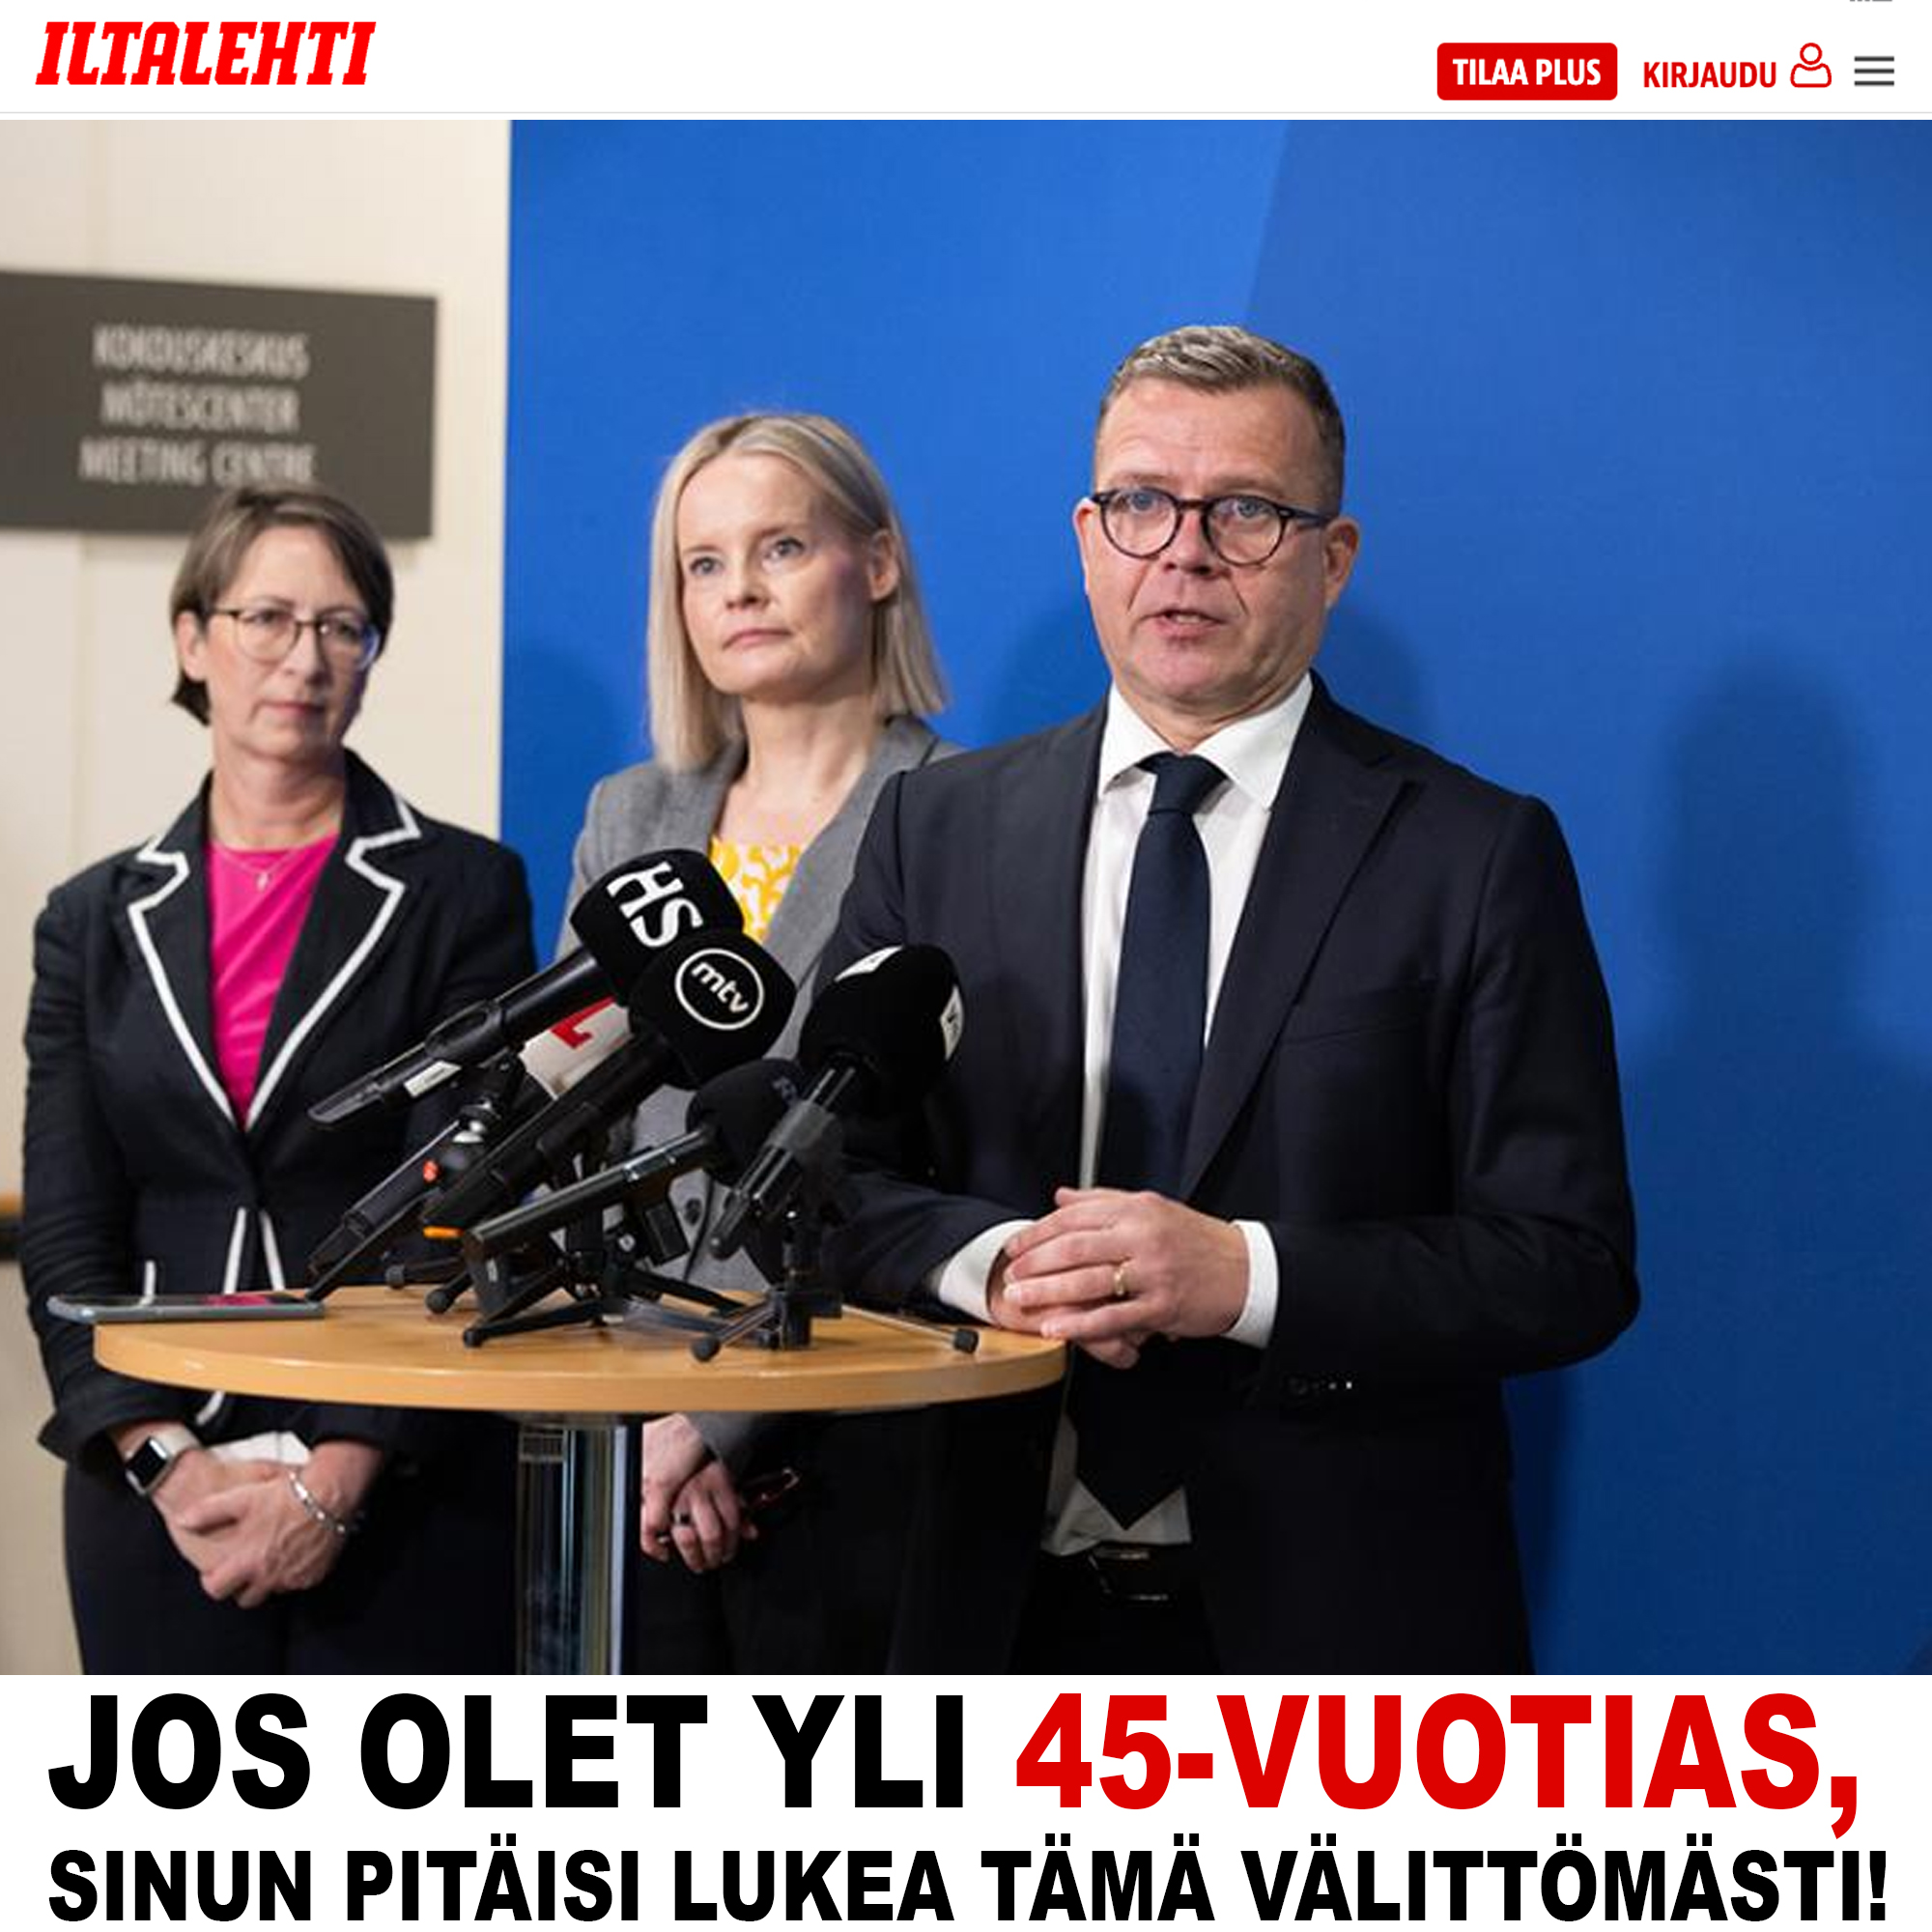 ILTALEHTI
TILAA PLUS
KIRJAUDU
KOKOUSKESKUS
MÖTESCENTER
MEETING CENTRE
HS
mtv
JOS OLET YLI 45-VUOTIAS,
SINUN PITÄISI LUKEA TÄMÄ VÄLITTÖMÄSTI!